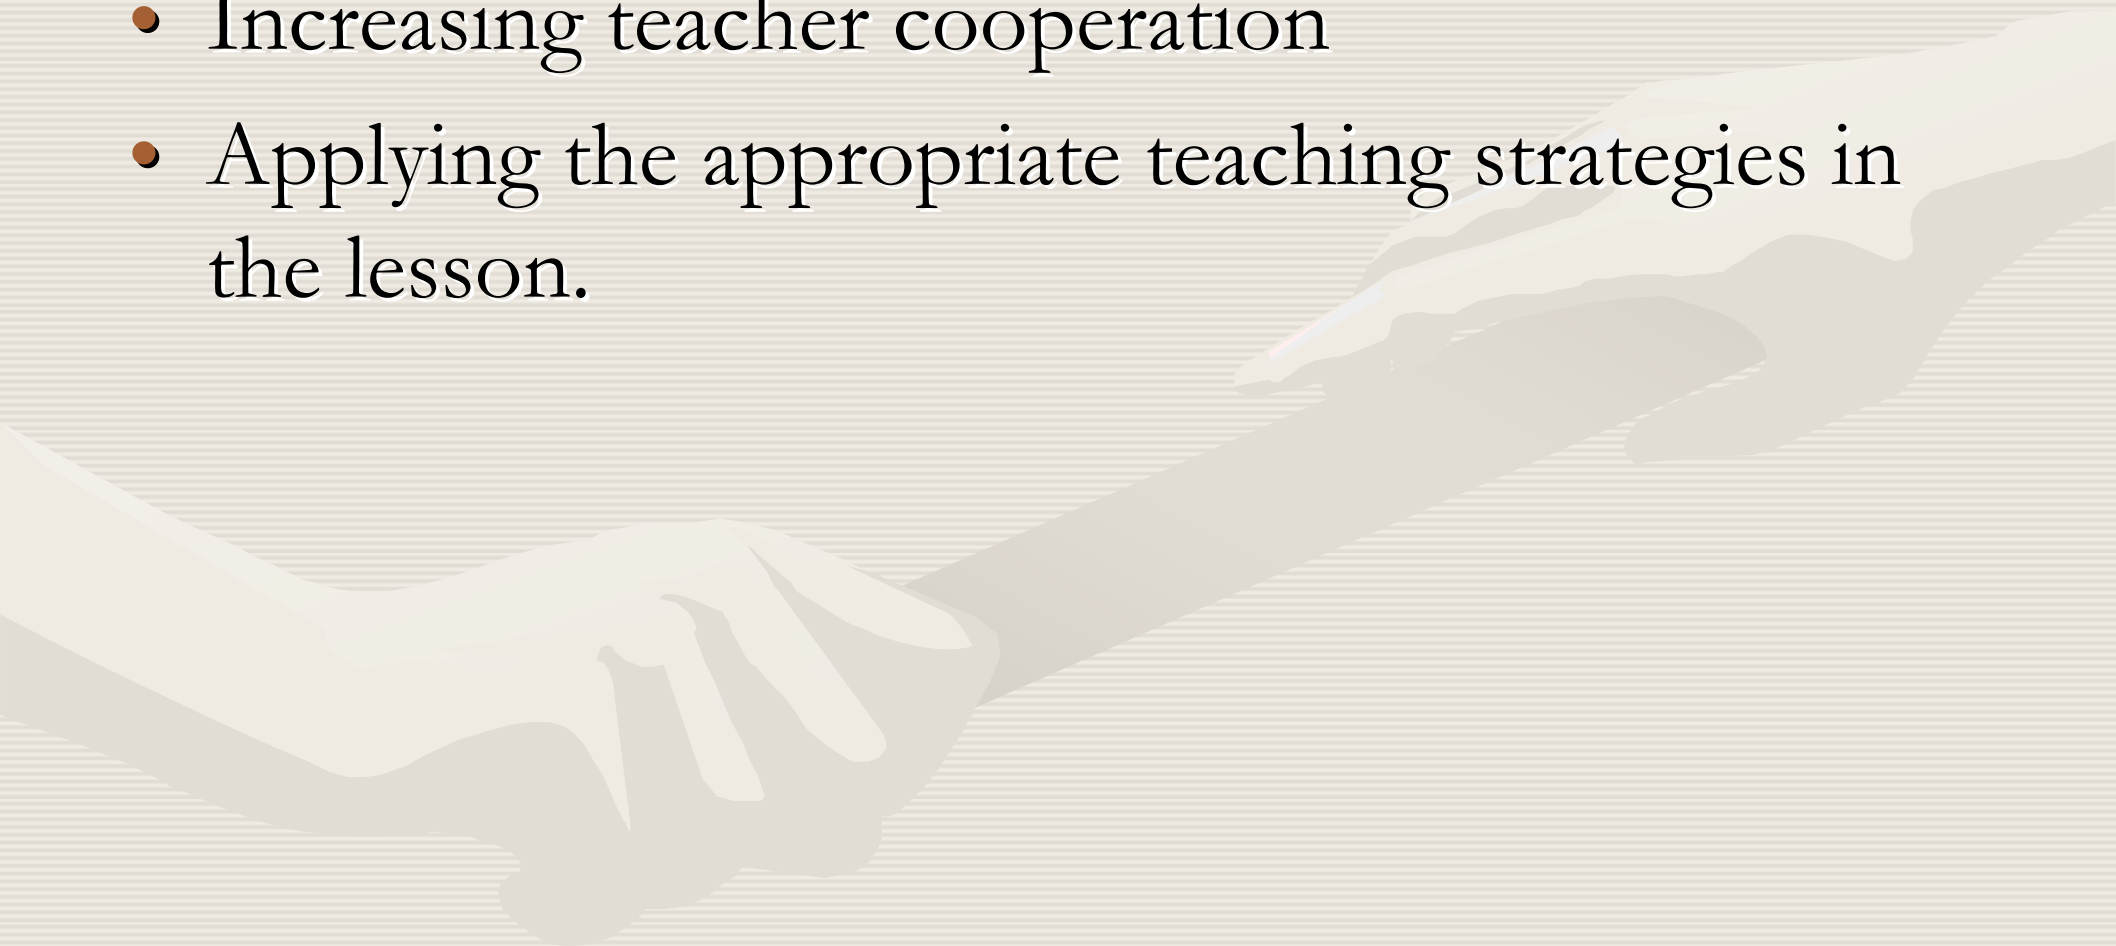 • Increasing teacher cooperation
• Applying the appropriate teaching strategies in
the lesson.